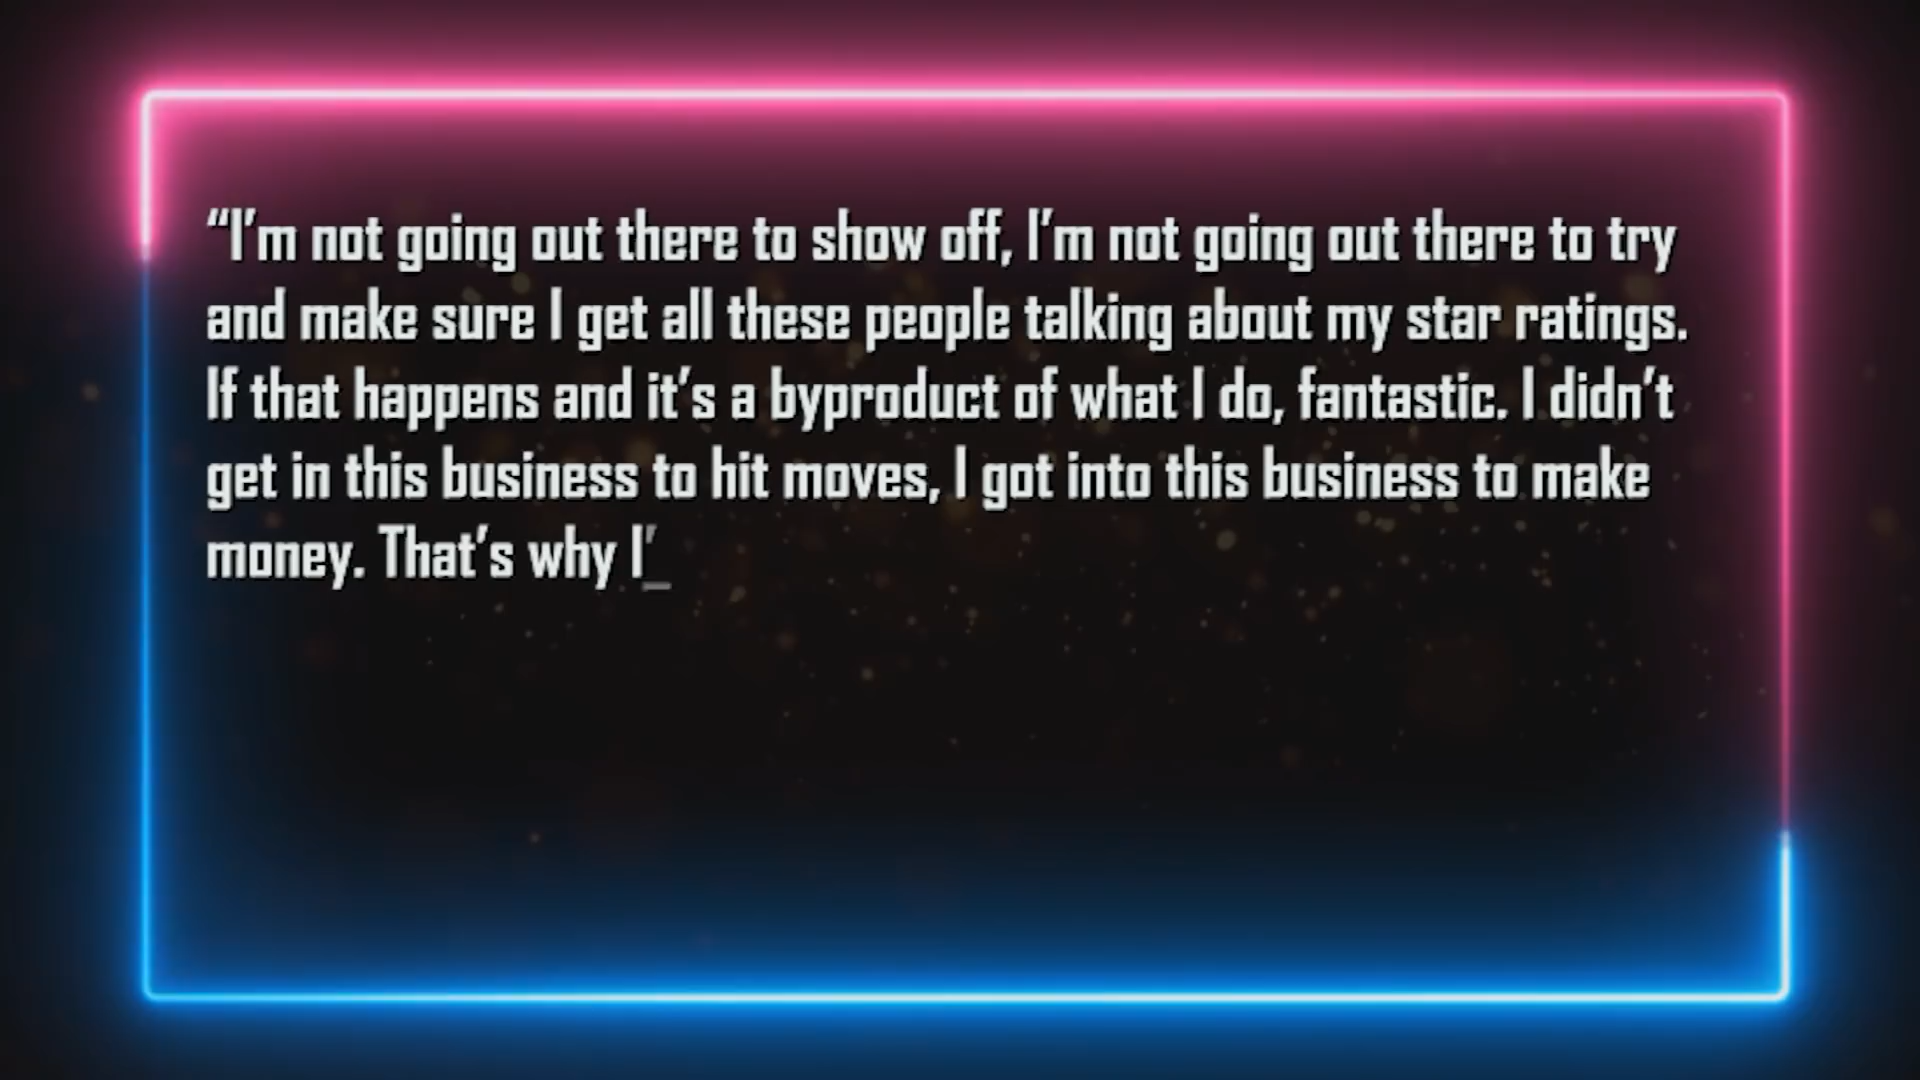 “I’m not going out there to show off, I’m not going out there to try
and make sure I get all these people talking about my star ratings.
If that happens and it’s a byproduct of what I do, fantastic. I didn’t
get in this business to hit moves, I got into this business to make
money. That’s why I’_